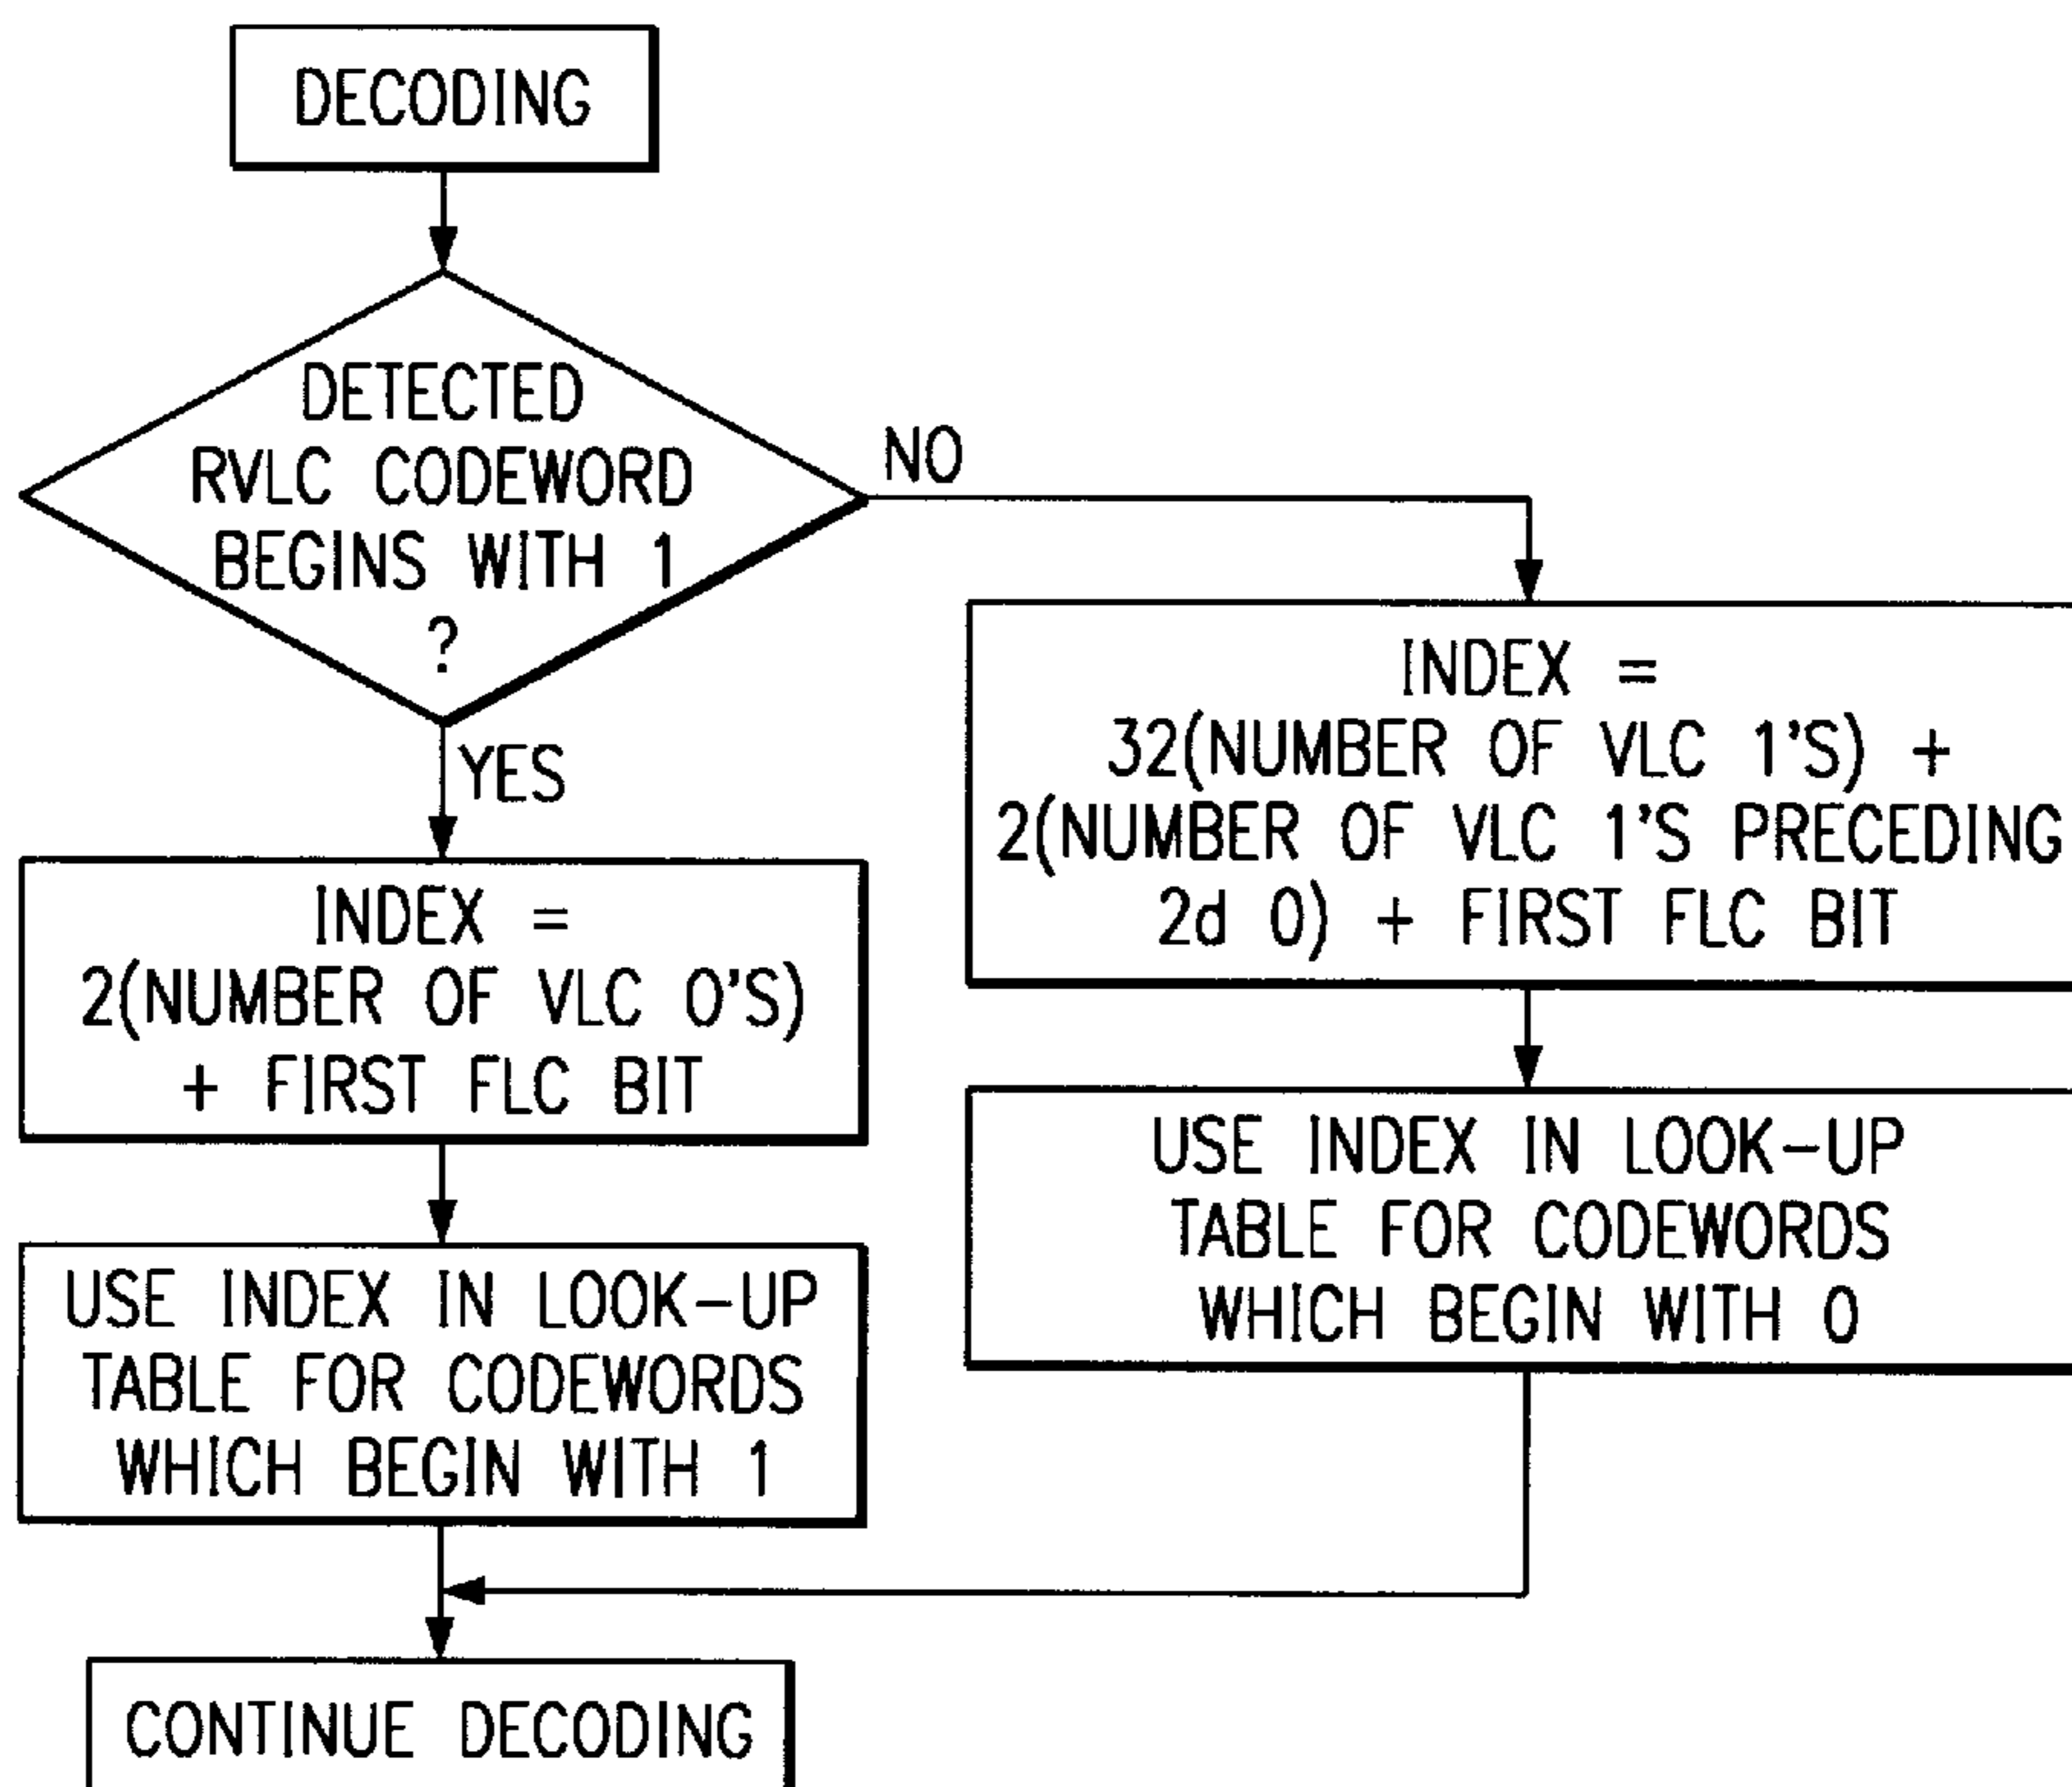 DECODING
DETECTED
RVLC CODEWORD
BEGINS WITH 1
?
NO
YES
INDEX =
32(NUMBER OF VLC 1'S) +
2(NUMBER OF VLC 1'S PRECEDING
2d 0) + FIRST FLC BIT
INDEX =
2(NUMBER OF VLC 0'S)
+ FIRST FLC BIT
USE INDEX IN LOOK-UP
TABLE FOR CODEWORDS
WHICH BEGIN WITH 0
USE INDEX IN LOOK-UP
TABLE FOR CODEWORDS
WHICH BEGIN WITH 1
CONTINUE DECODING